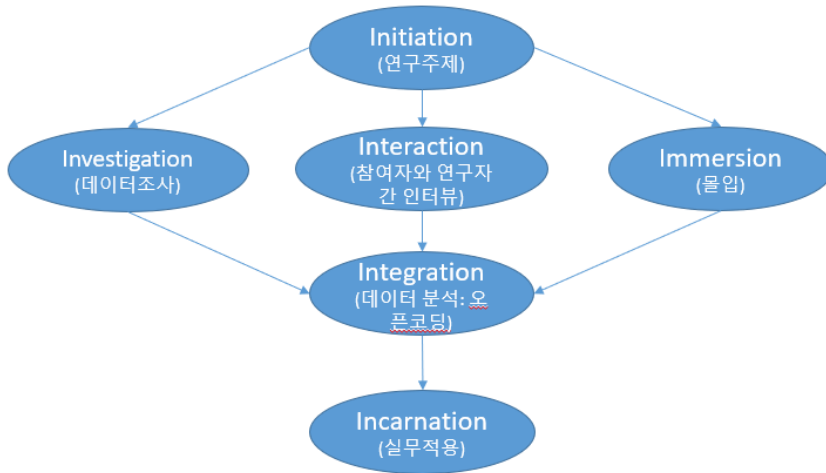 Initiation
(연구주제)
Investigation
(데이터조사)
Interaction
(참여자와 연구자
간 인터뷰)
Immersion
(몰입)
Integration
(데이터 분석: 오
픈코딩)
Incarnation
(실무적용)